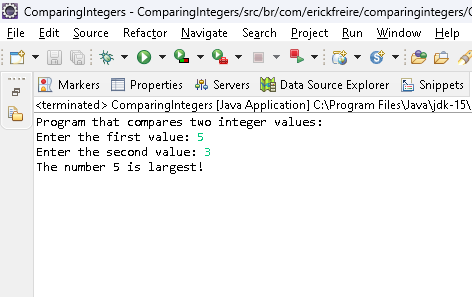 ComparingIntegers - ComparingIntegers/src/br/com/erickfreire/comparingintegers/
File Edit Source Refactor Navigate Search Project Run Window Help
Markers Properties Servers Data Source Explorer Snippets
<terminated> ComparingIntegers [Java Application] C:\Program Files\Java\jdk-15\
Program that compares two integer values:
Enter the first value: 5
Enter the second value: 3
The number 5 is largest!